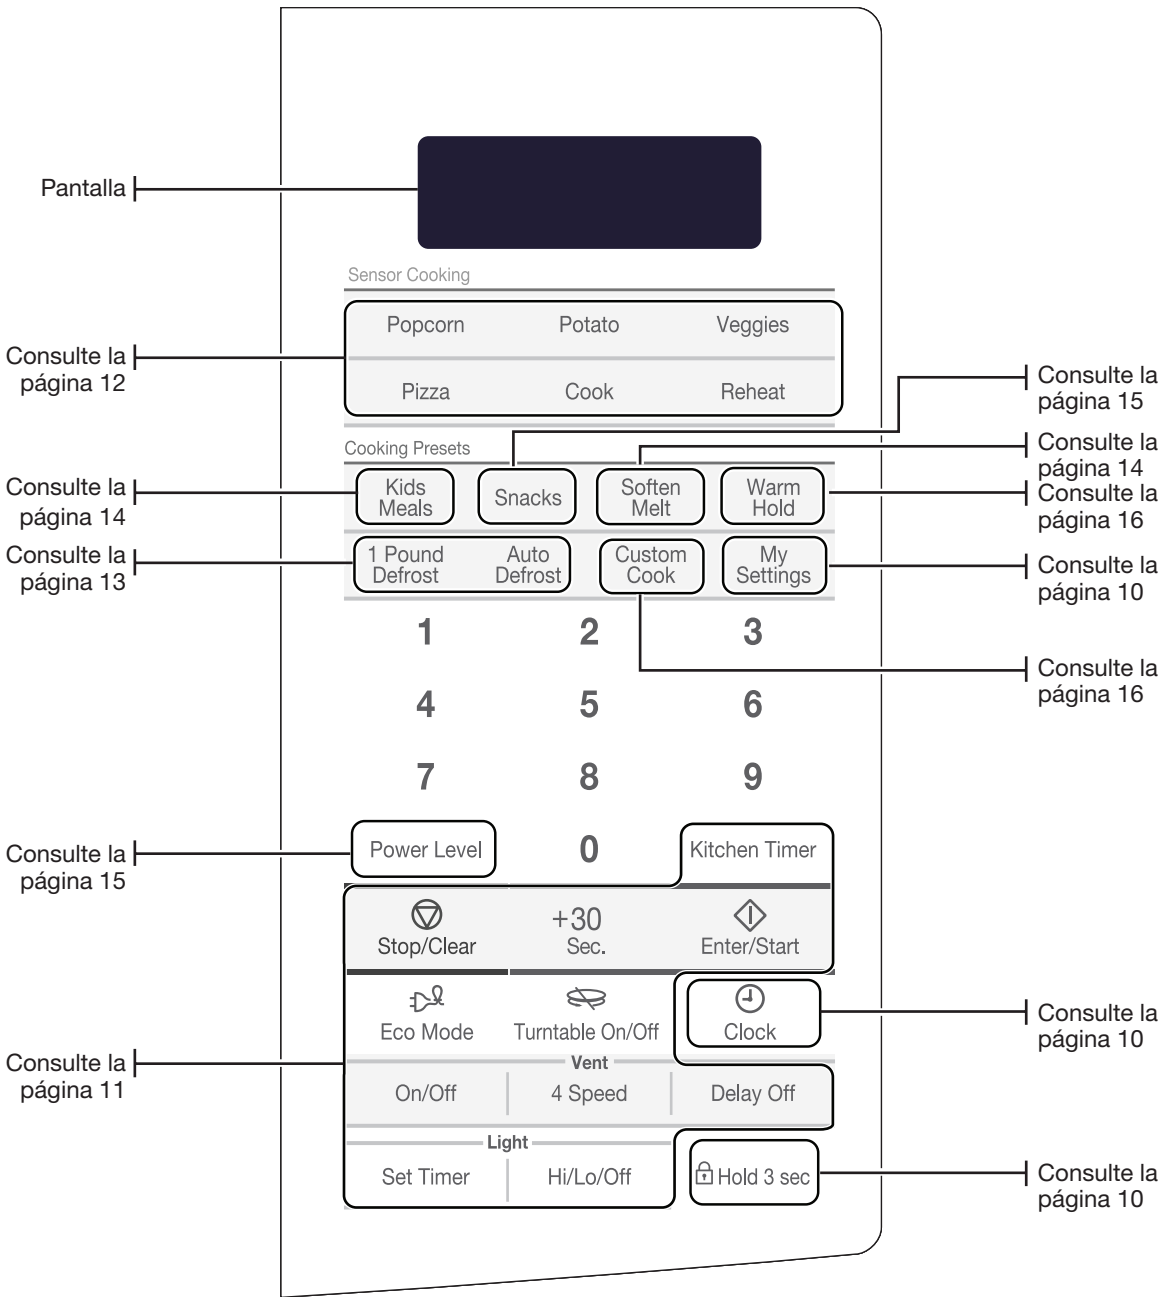 Pantalla
Sensor Cooking
Popcorn Potato Veggies
Consulte la
página 12
Pizza Cook Reheat
Consulte la
página 15
Cooking Presets
Consulte la
página 14
Consulte la
página 14
Kids
Meals
Snacks
Soften
Melt
Warm
Hold
Consulte la
página 16
Consulte la
página 13
1 Pound
Defrost
Auto
Defrost
Custom
Cook
My
Settings
Consulte la
página 10
1 2 3
Consulte la
página 16
4 5 6
7 8 9
Consulte la
página 15
Power Level 0 Kitchen Timer
Stop/Clear
+30
Sec.
Enter/Start
Eco Mode Turntable On/Off Clock
Consulte la
página 10
Consulte la
página 11
Vent
On/Off 4 Speed Delay Off
Light
Set Timer Hi/Lo/Off Hold 3 sec
Consulte la
página 10